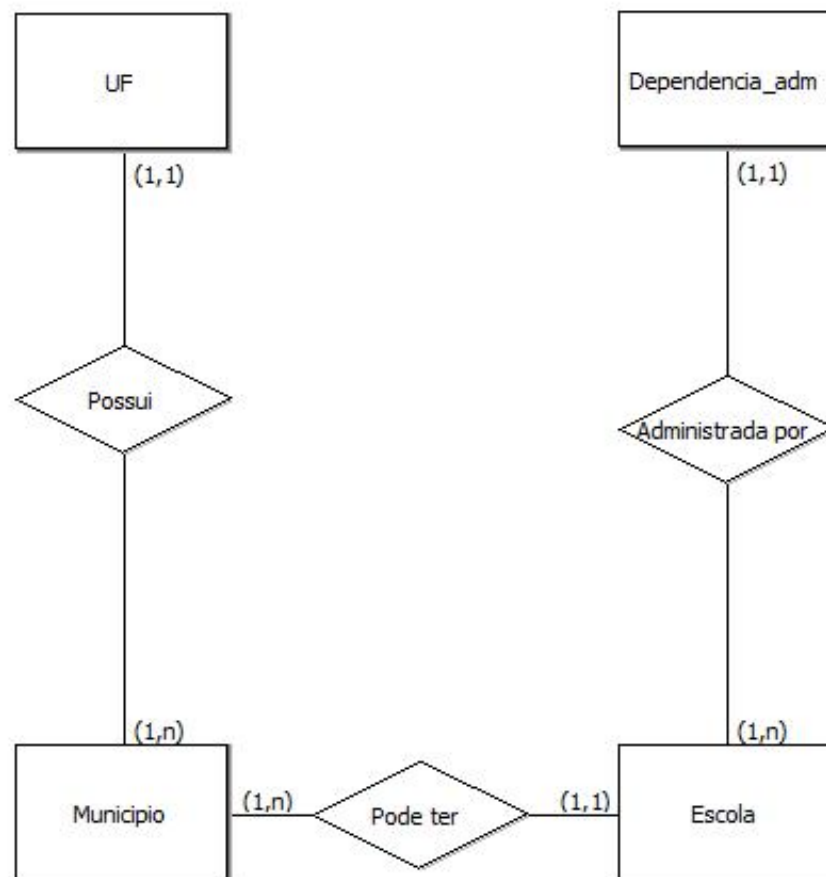 UF
Dependencia_adm
(1,1)
(1,1)
Possui
Administrada por
(1,n)
(1,n)
Municipio
(1,n)
Pode ter
(1,1)
Escola